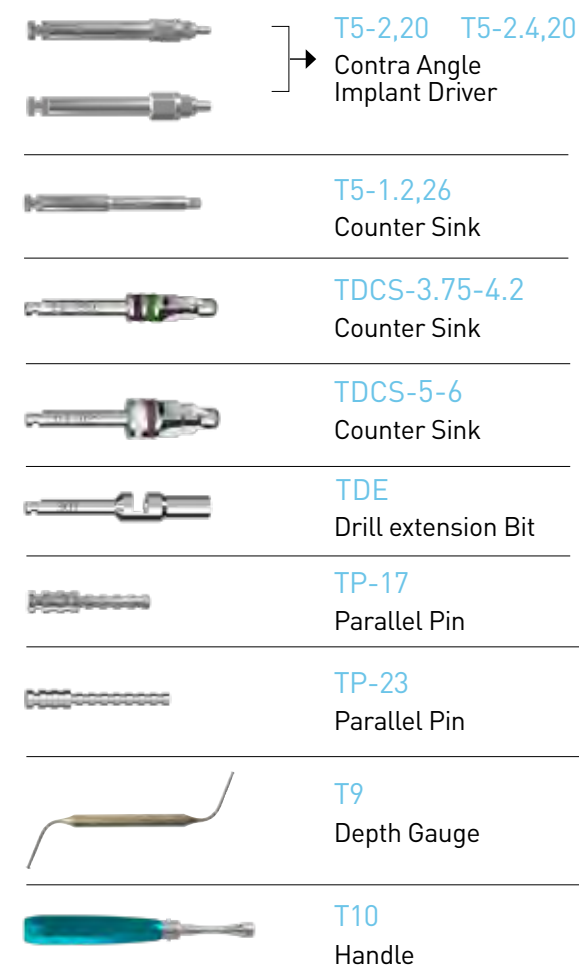 T5-2,20 T5-2.4,20
Contra Angle
Implant Driver
T5-1.2,26
Counter Sink
TDCS-3.75-4.2
Counter Sink
TDCS-5-6
Counter Sink
TDE
Drill extension Bit
TP-17
Parallel Pin
TP-23
Parallel Pin
T9
Depth Gauge
T10
Handle